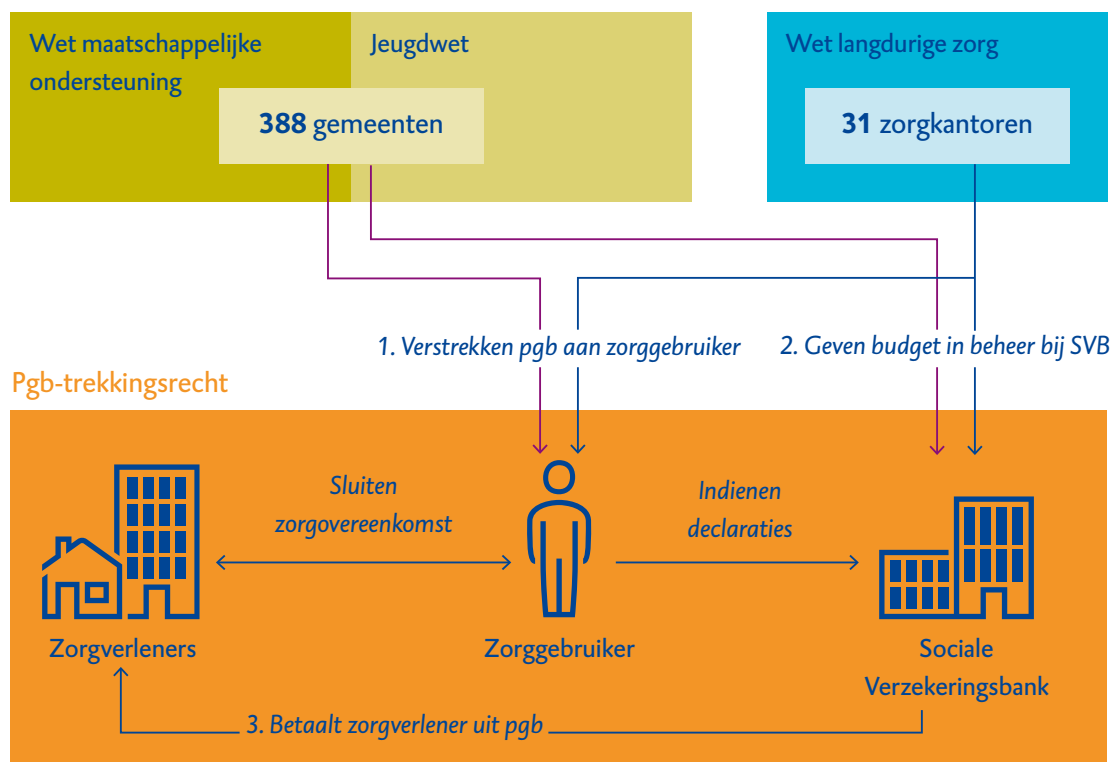 Wet maatschappelijke
ondersteuning
Jeugdwet
388 gemeenten
Wet langdurige zorg
31 zorgkantoren
1. Verstrekken pgb aan zorggebruiker
2. Geven budget in beheer bij SVB
Pgb-trekkingsrecht
Sluiten
zorgovereenkomst
Indienen
declaraties
Zorgverleners
Zorggebruiker
Sociale
Verzekeringsbank
3. Betaalt zorgverlener uit pgb